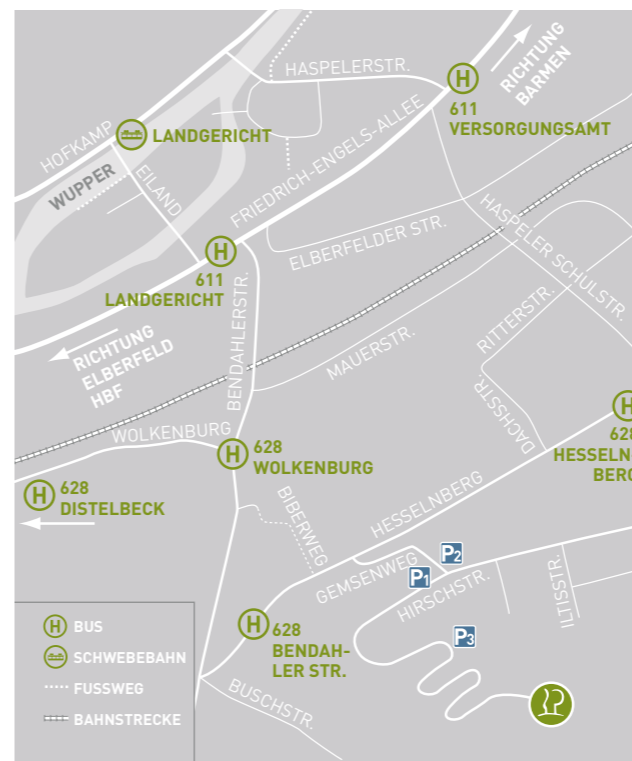 HASPELERSTR.
RICHTUNG
BARMEN
H
611
VERSORGUNGSAMT
HOFKAMP
LANDGERICHT
WUPPER
EILAND
FRIEDRICH-ENGELS-ALLEE
H
611
LANDGERICHT
ELBERFELDER STR.
HASPELER SCHULSTR.
BENDAHLERSTR.
RICHTUNG
ELBERFELD
HBF
MAUERSTR.
RITTERSTR.
DACHSSTR.
WOLKENBURG
H
628
WOLKENBURG
H
628
HESSELN
BERG
H
628
DISTELBECK
BIBERWEG
HESSELNBERG
GEMSENWEG
P1
P2
HIRSCHSTR.
ILTISSTR.
P3
H
628
BENDAH-
LER STR.
BUSCHSTR.
H BUS
SCHWEBEBAHN
FUSSWEG
BAHNSTRECKE